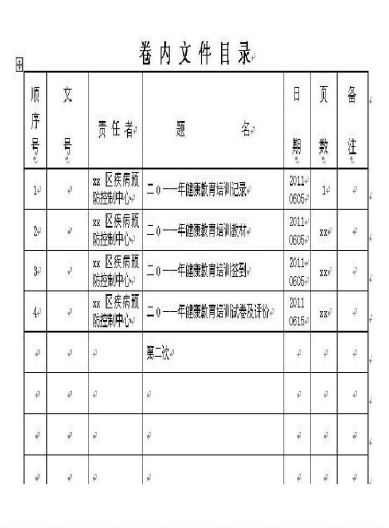 卷内文件目录
顺序号 文号 责任者 题名 日期 页数 备注
1 xx 区疾病预防控制中心 二〇一一年健康教育培训记录 2011 0605 1
2 xx 区疾病预防控制中心 二〇一一年健康教育培训教材 2011 0605 xx
3 xx 区疾病预防控制中心 二〇一一年健康教育培训签到 2011 0605 xx
4 xx 区疾病预防控制中心 二〇一一年健康教育培训试卷及评价 2011 0615 xx
第二次